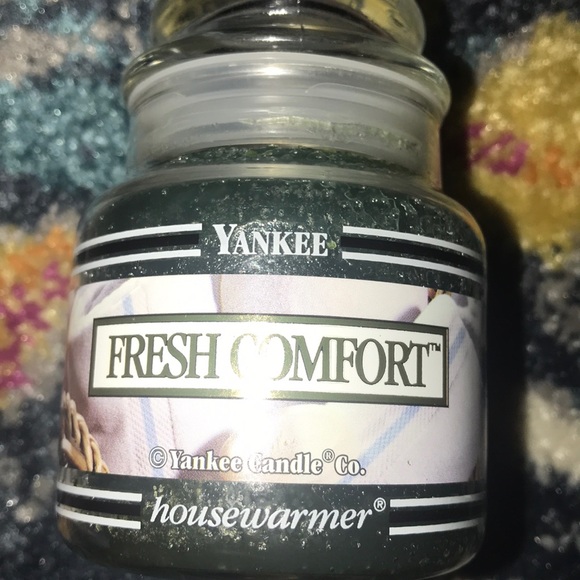 YANKEE
FRESH COMFORT™
© Yankee Candle® Co.
housewarmer®